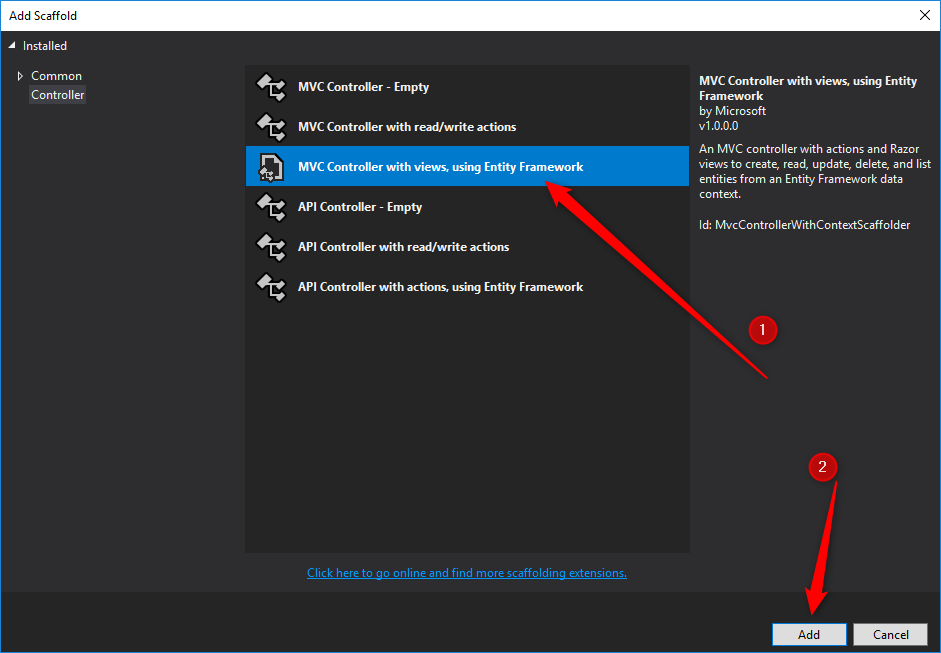 Add Scaffold
Installed
Common
Controller
MVC Controller - Empty
MVC Controller with read/write actions
MVC Controller with views, using Entity Framework
API Controller - Empty
API Controller with read/write actions
API Controller with actions, using Entity Framework
Click here to go online and find more scaffolding extensions.
MVC Controller with views, using Entity
Framework
by Microsoft
v1.0.0.0
An MVC controller with actions and Razor
views to create, read, update, delete, and list
entities from an Entity Framework data
context.
Id: MvcControllerWithContextScaffolder
1
2
Add
Cancel